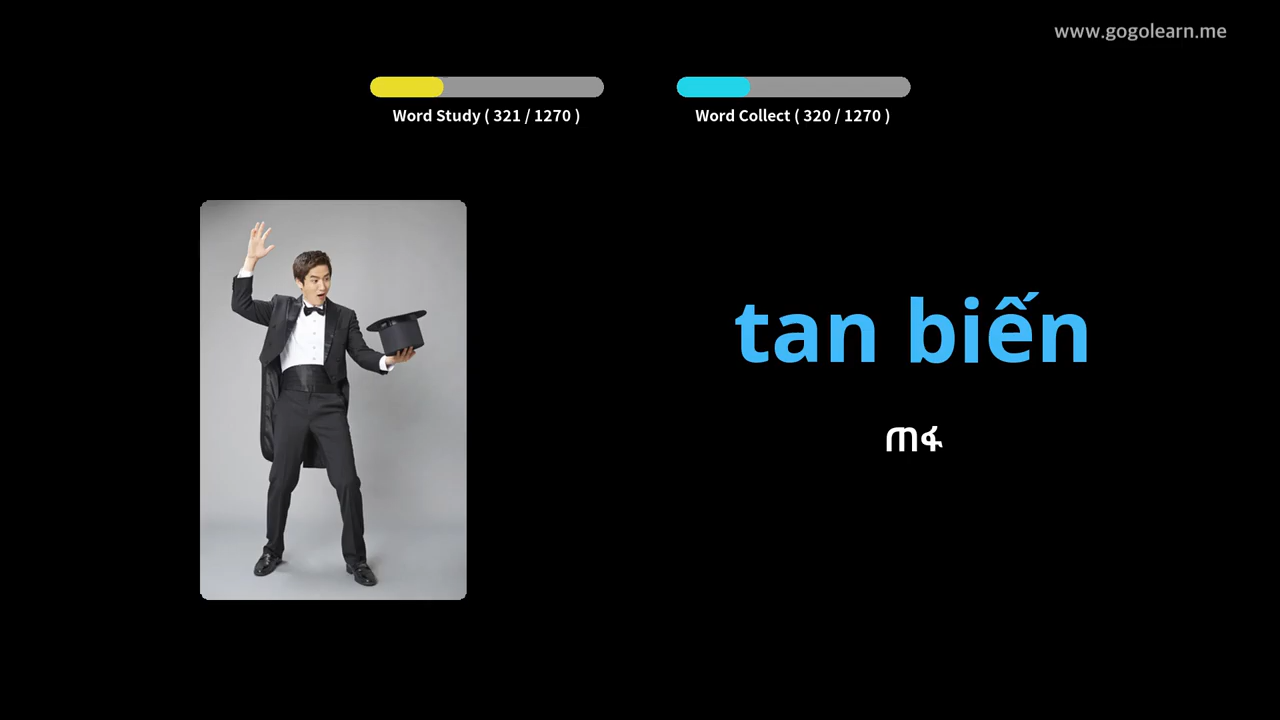 www.gogolearn.me
Word Study ( 321 / 1270 )
Word Collect ( 320 / 1270 )
tan biến
ጠፋ